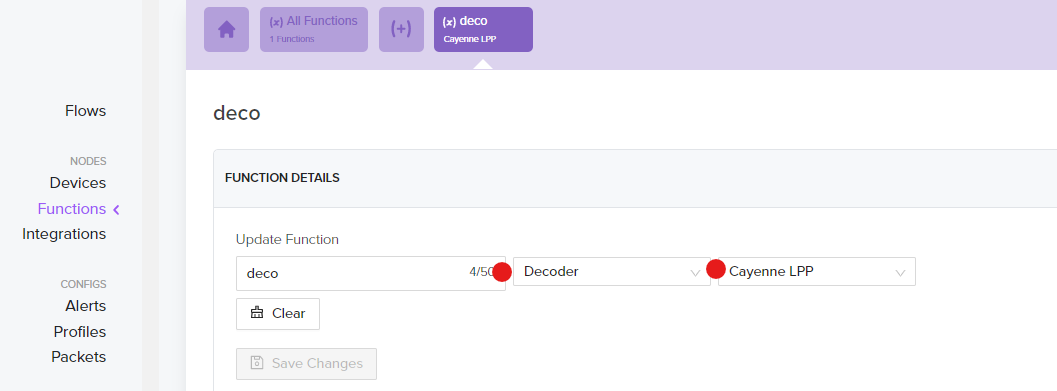 (x) All Functions
1 Functions
(+)
(x) deco
Cayenne LPP
Flows
NODES
Devices
Functions
Integrations
CONFIGS
Alerts
Profiles
Packets
deco
FUNCTION DETAILS
Update Function
deco
4/50
Decoder
Cayenne LPP
Clear
Save Changes